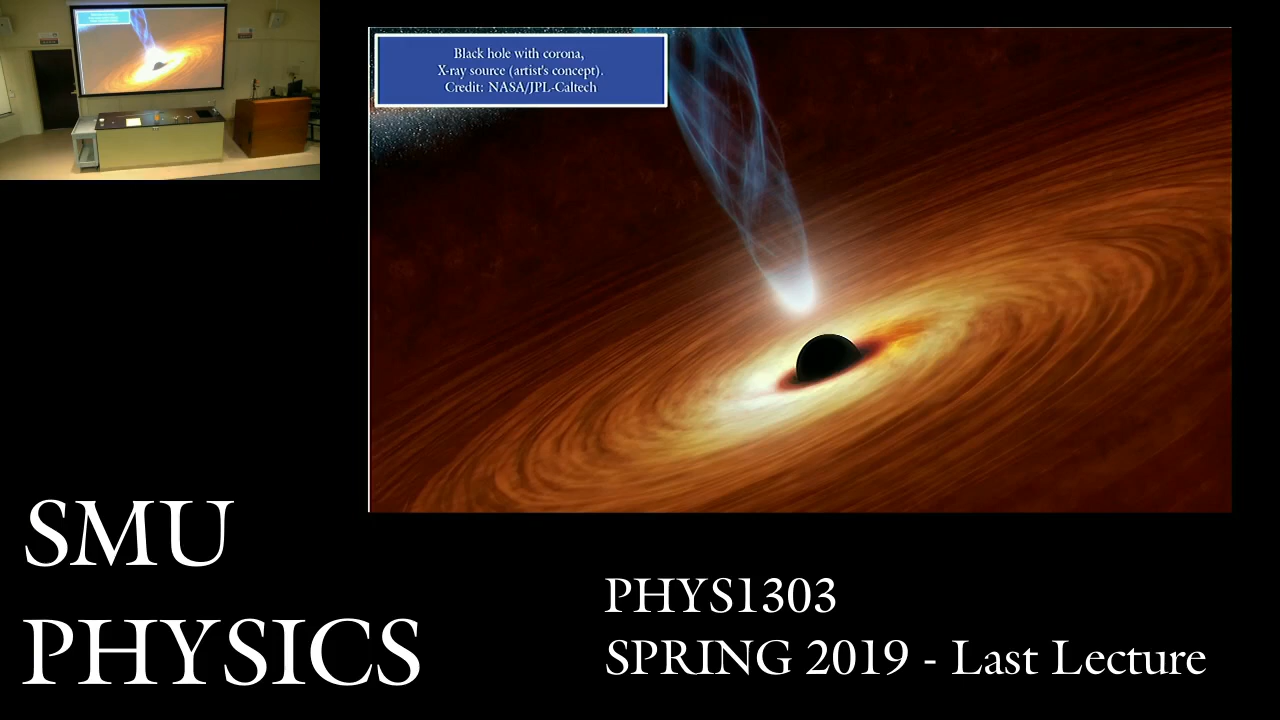 Black hole with corona,
X-ray source (artist's concept).
Credit: NASA/JPL-Caltech
SMU
PHYSICS
PHYS1303
SPRING 2019 - Last Lecture